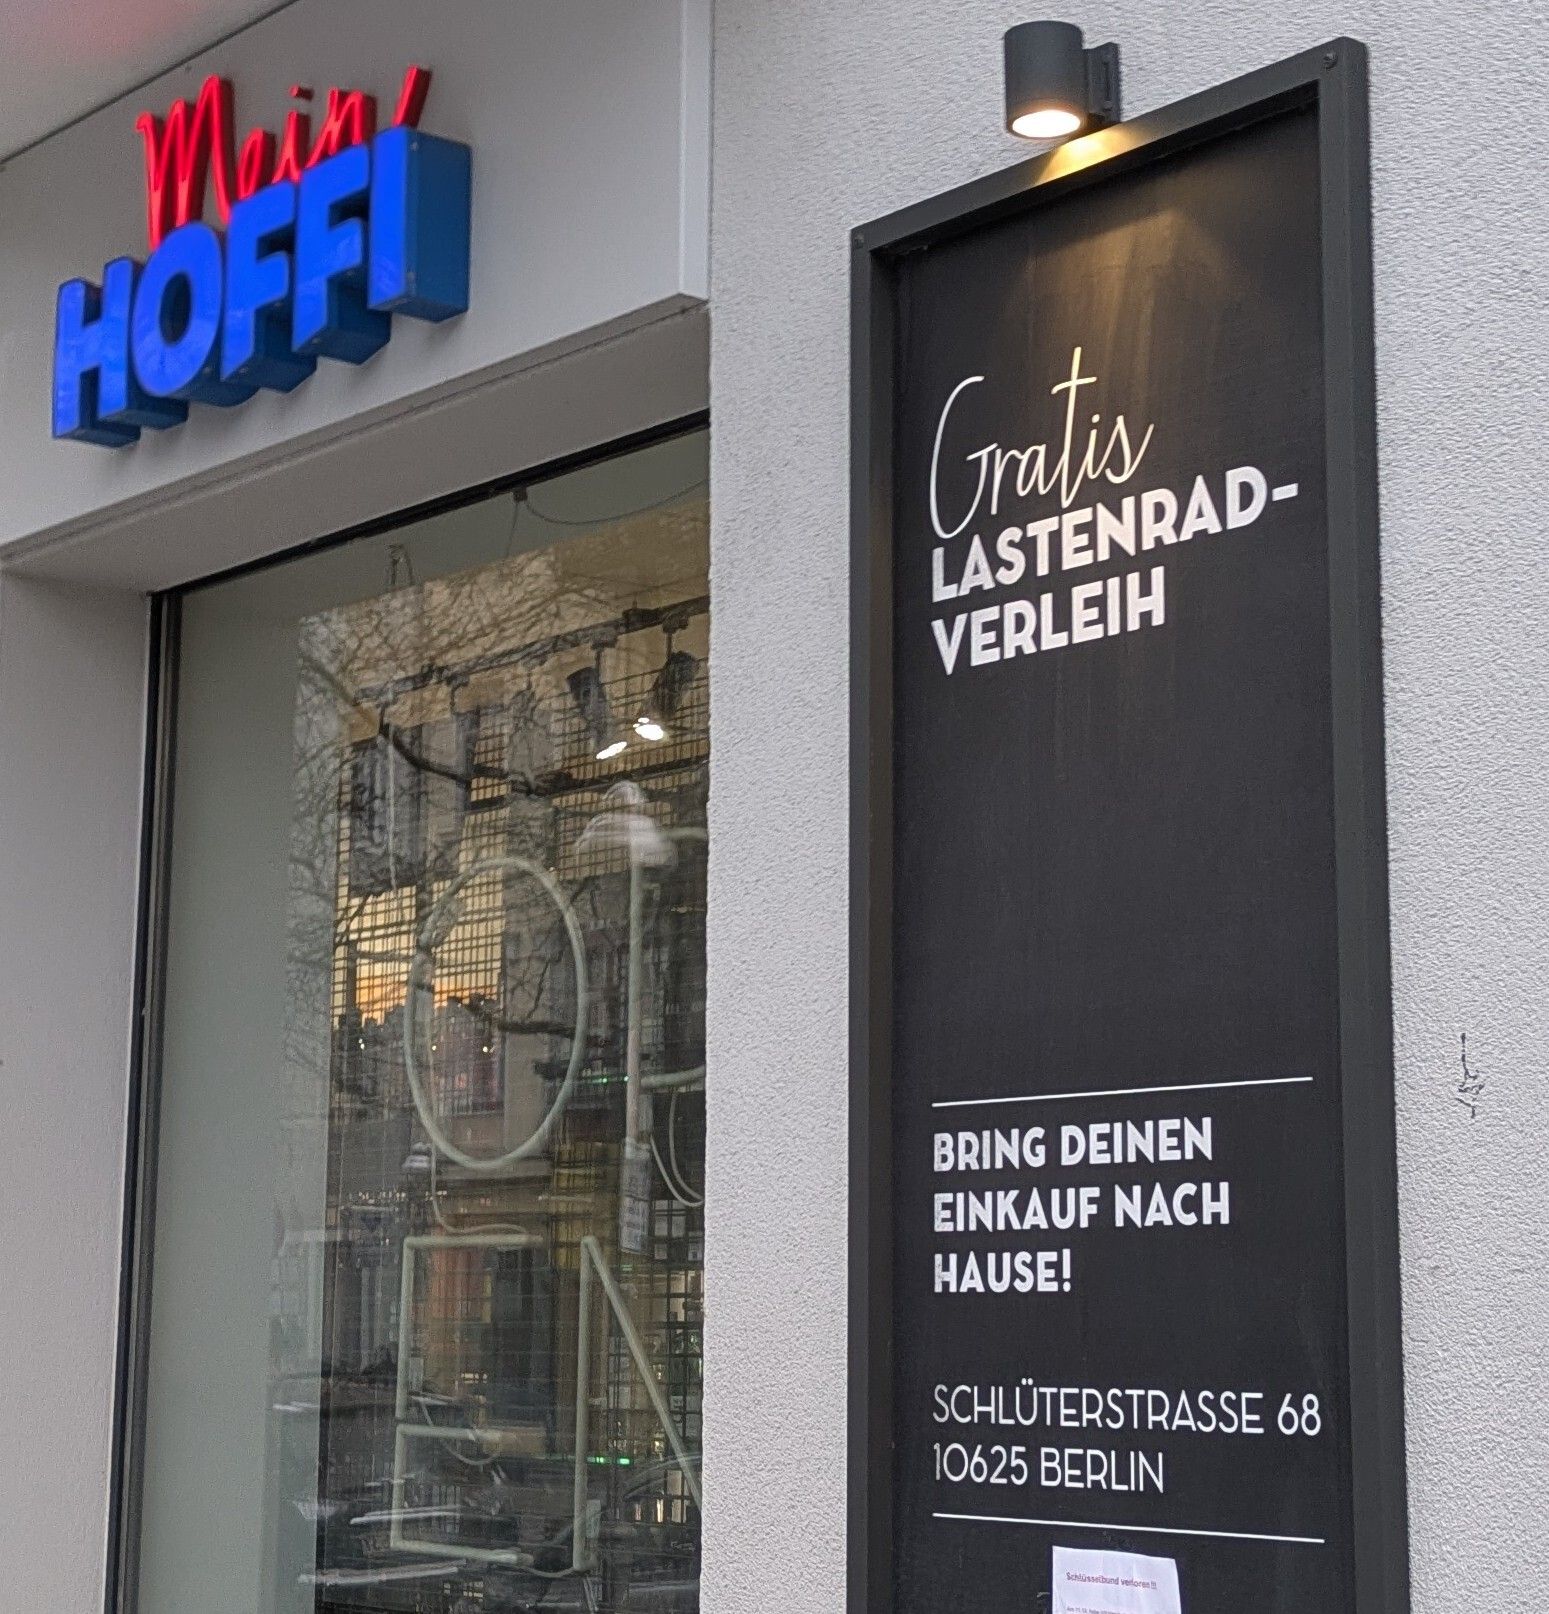 Mein
HOFFI
Gratis
LASTENRAD-
VERLEIH
BRING DEINEN
EINKAUF NACH
HAUSE!
SCHLÜTERSTRASSE 68
10625 BERLIN
Schlüsselbund verloren!!!